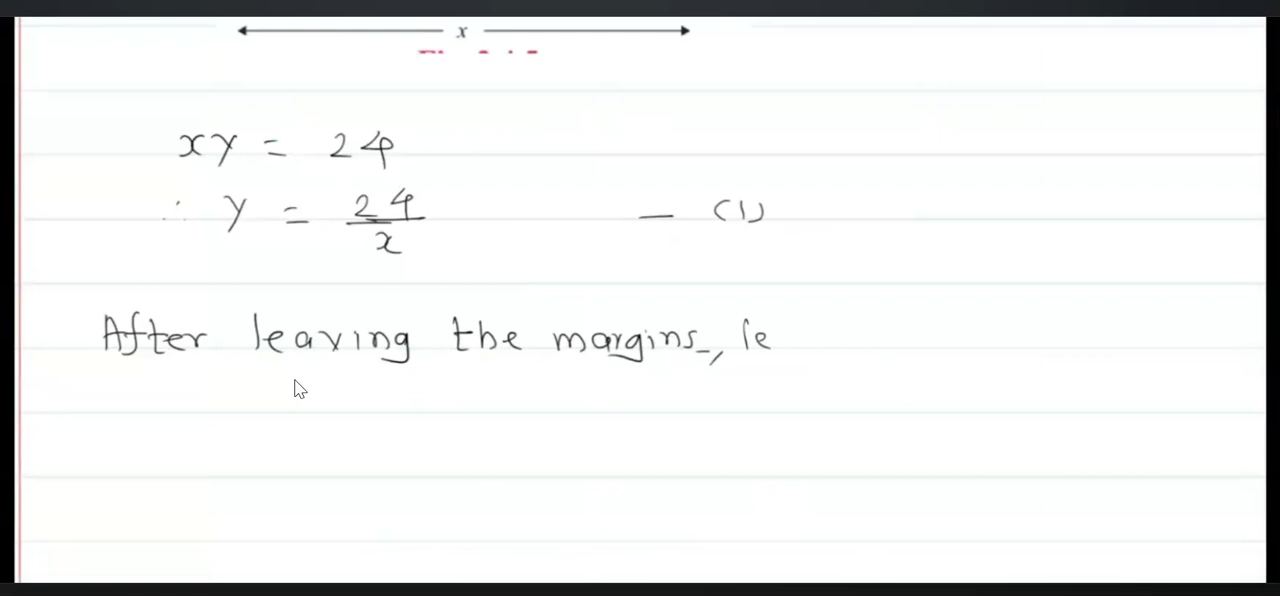 x
xy = 24
∴ y = 24/x — (1)
After leaving the margins, le